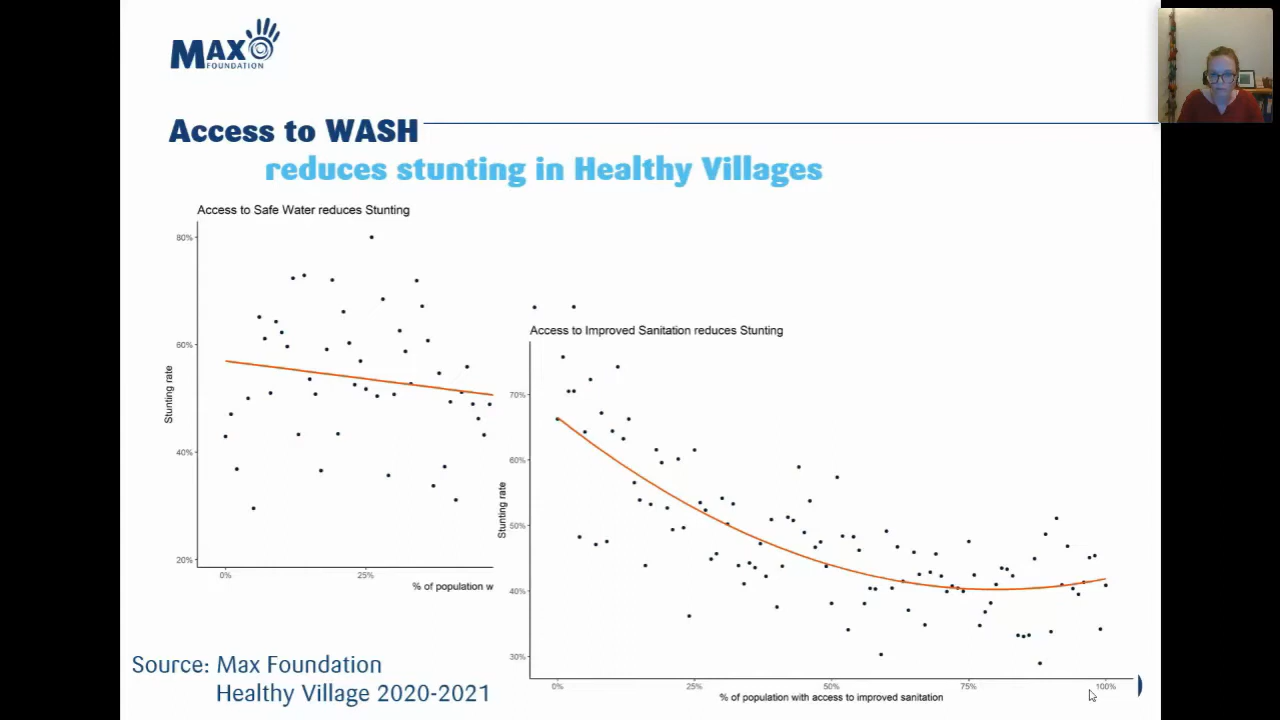 MAX
FOUNDATION
Access to WASH
reduces stunting in Healthy Villages
Access to Safe Water reduces Stunting
80%
60%
40%
20%
Stunting rate
0%
25%
% of population w
Access to Improved Sanitation reduces Stunting
70%
60%
50%
40%
30%
Stunting rate
0%
25%
50%
75%
100%
% of population with access to improved sanitation
Source: Max Foundation
Healthy Village 2020-2021